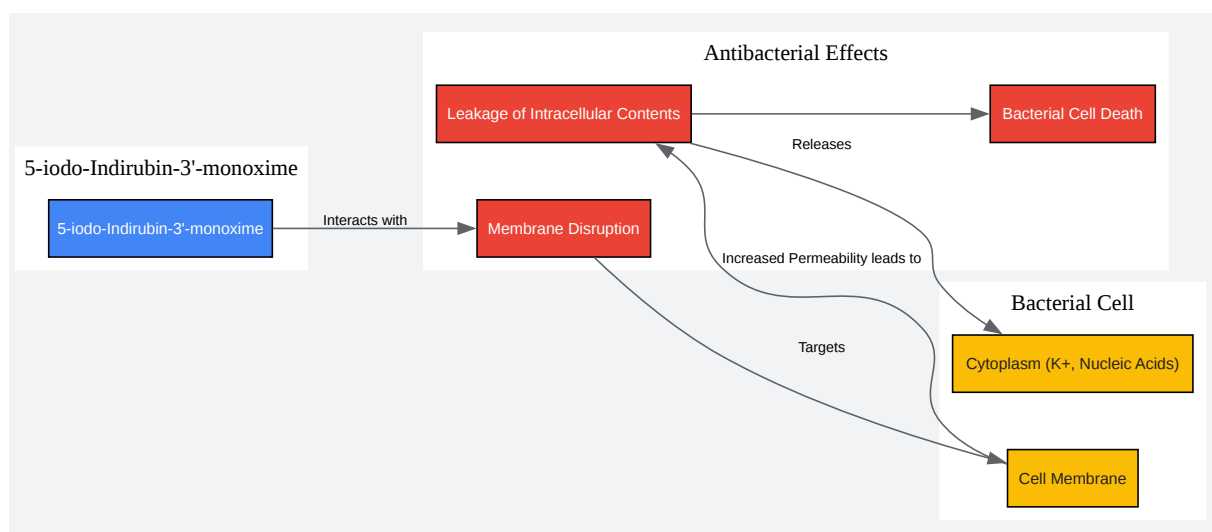 Antibacterial Effects
Leakage of Intracellular Contents
Bacterial Cell Death
Releases
5-iodo-Indirubin-3'-monoxime
5-iodo-Indirubin-3'-monoxime
Interacts with
Membrane Disruption
Increased Permeability leads to
Bacterial Cell
Targets
Cytoplasm (K+, Nucleic Acids)
Cell Membrane